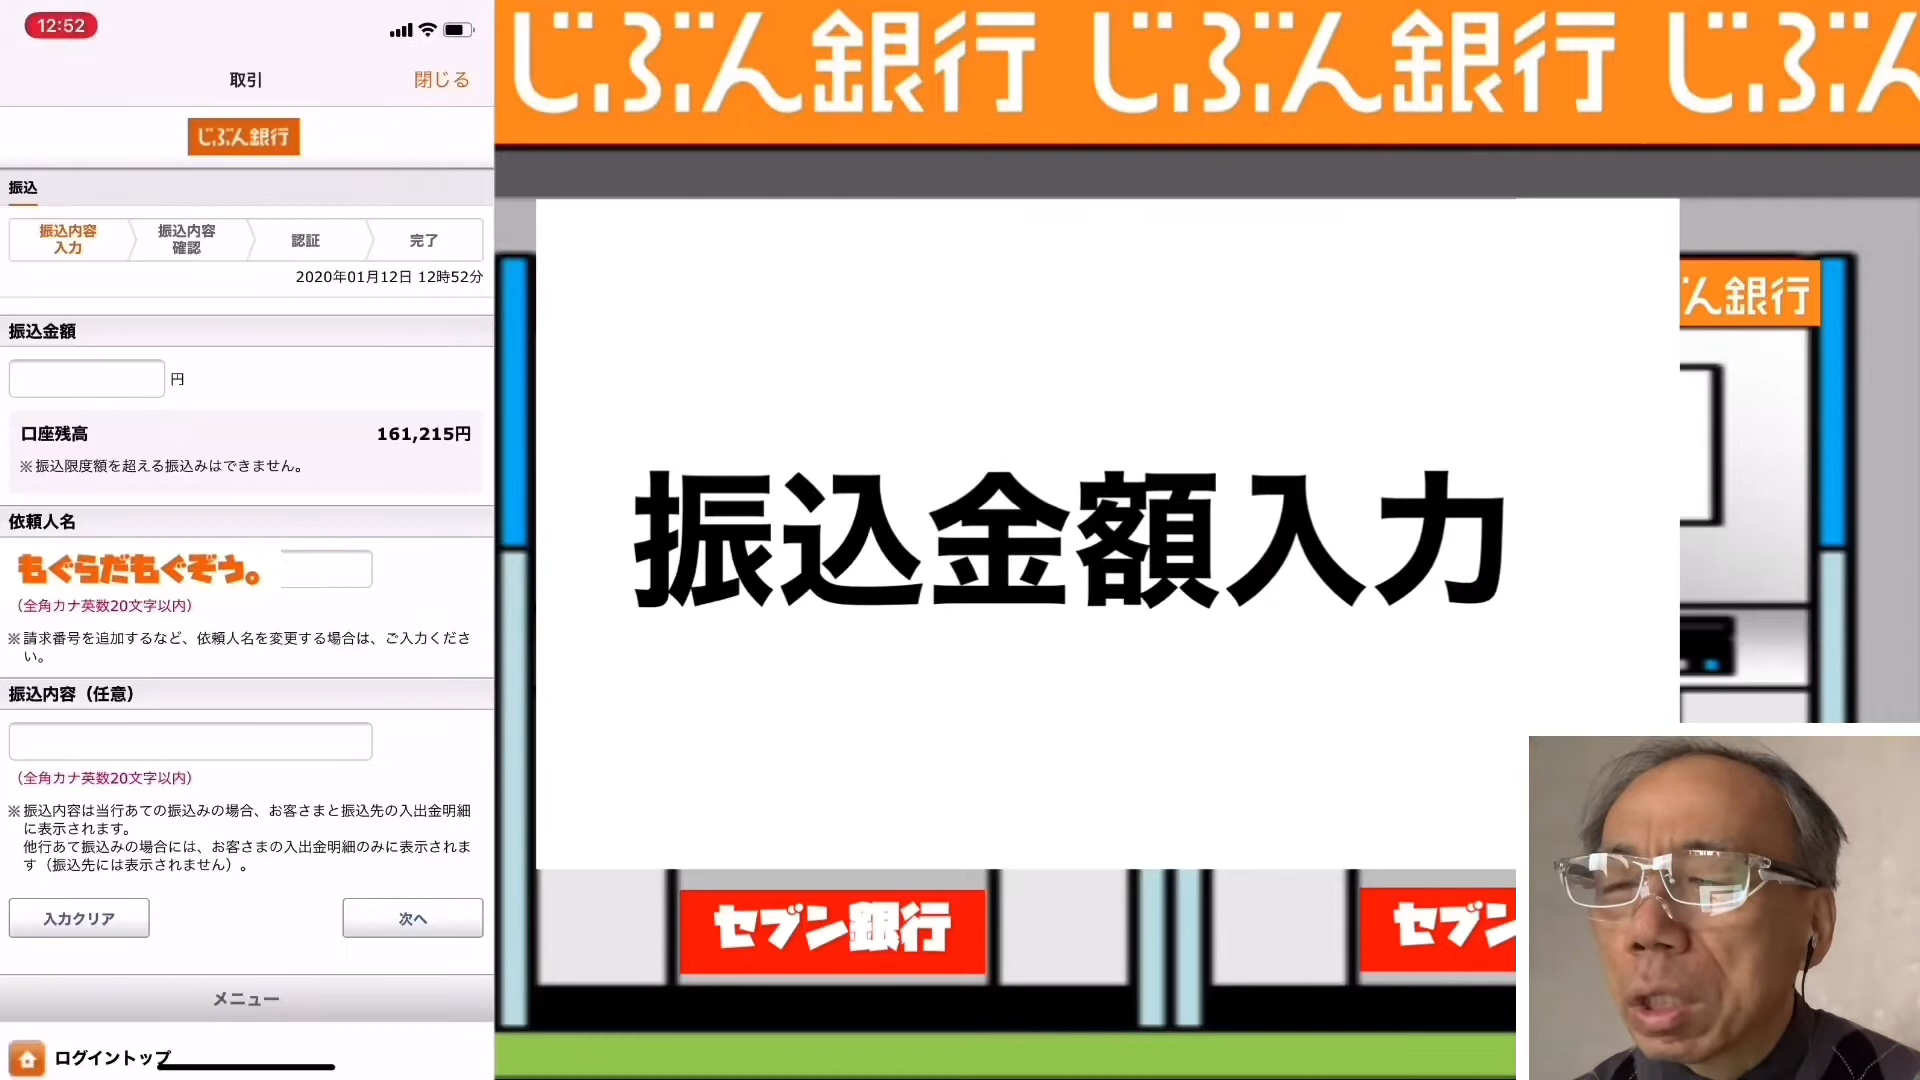 12:52
取引
閉じる
じぶん銀行
振込
振込内容
入力
振込内容
確認
認証
完了
2020年01月12日 12時52分
振込金額
円
口座残高
161,215円
※振込限度額を超える振込みはできません。
依頼人名
もぐらだもぐぞう。
（全角カナ英数20文字以内）
※請求番号を追加するなど、依頼人名を変更する場合は、ご入力くださ
い。
振込内容（任意）
（全角カナ英数20文字以内）
※振込内容は当行あての振込みの場合、お客さまと振込先の入出金明細
に表示されます。
他行あて振込みの場合には、お客さまの入出金明細のみに表示されま
す（振込先には表示されません）。
入力クリア
次へ
メニュー
ログイントップ
じぶん銀行 じぶん銀行 じぶん
ぶん銀行
振込金額入力
セブン銀行
セブン